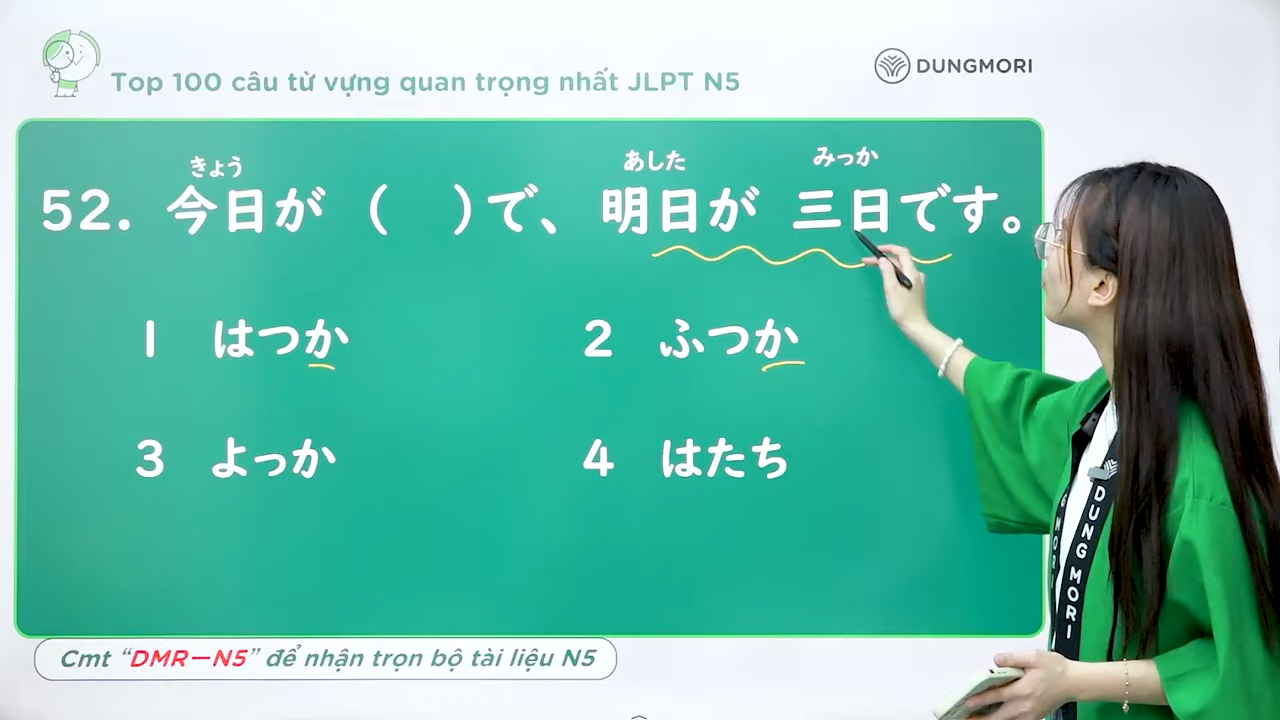 Top 100 câu từ vựng quan trọng nhất JLPT N5
DUNGMORI
きょう あした みっか
52. 今日が （ ）で、 明日が 三日です。
1 はつか 2 ふつか
3 よっか 4 はたち
DUNG MORI
Cmt “DMR－N5” để nhận trọn bộ tài liệu N5